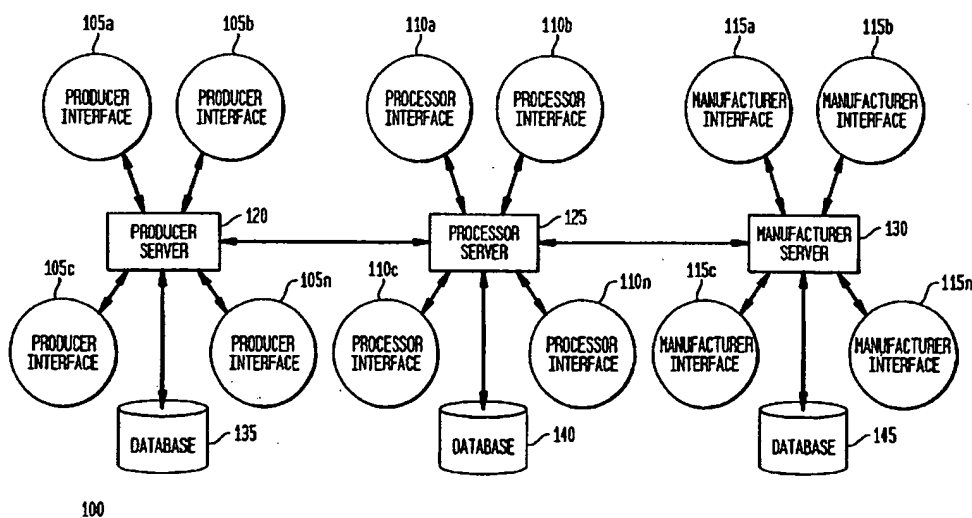 105a
105b
110a
110b
115a
115b
PRODUCER
INTERFACE
PRODUCER
INTERFACE
PROCESSOR
INTERFACE
PROCESSOR
INTERFACE
MANUFACTURER
INTERFACE
MANUFACTURER
INTERFACE
PRODUCER
SERVER
120
PROCESSOR
SERVER
125
MANUFACTURER
SERVER
130
105c
105n
110c
110n
115c
115n
PRODUCER
INTERFACE
PRODUCER
INTERFACE
PROCESSOR
INTERFACE
PROCESSOR
INTERFACE
MANUFACTURER
INTERFACE
MANUFACTURER
INTERFACE
DATABASE
135
DATABASE
140
DATABASE
145
100